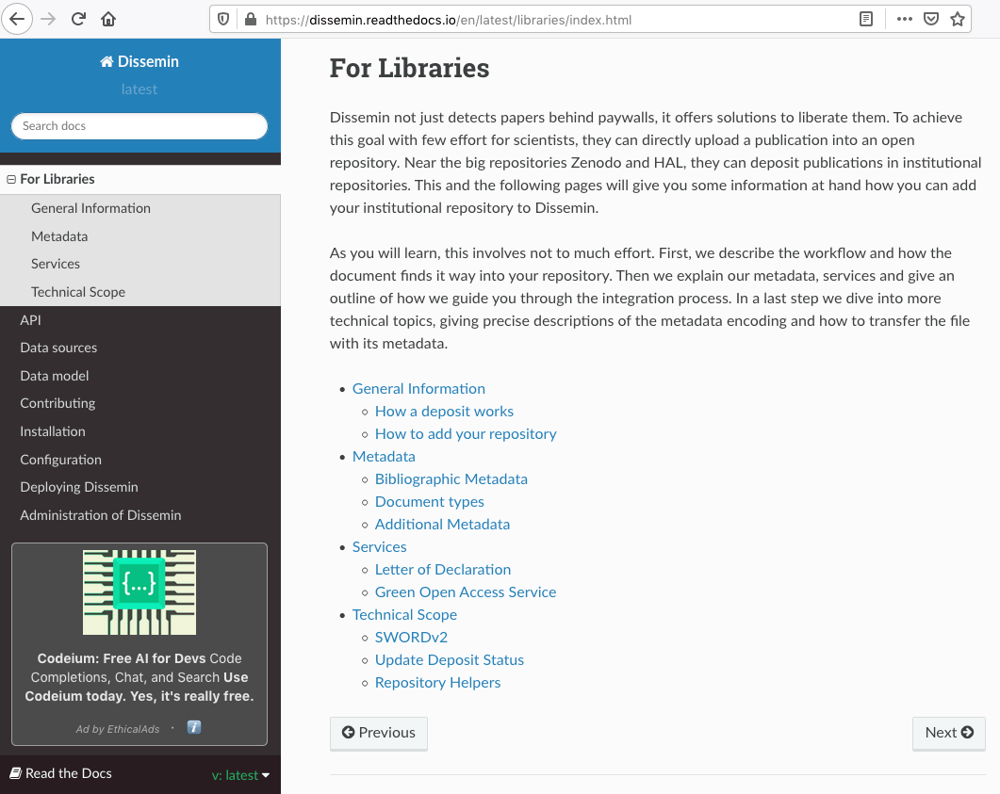 https://dissemin.readthedocs.io/en/latest/libraries/index.html
Dissemin
latest
Search docs
For Libraries
General Information
Metadata
Services
Technical Scope
API
Data sources
Data model
Contributing
Installation
Configuration
Deploying Dissemin
Administration of Dissemin
{...}
Codeium: Free AI for Devs Code
Completions, Chat, and Search Use
Codeium today. Yes, it's really free.
Ad by EthicalAds · i
Read the Docs
v: latest
For Libraries
Dissemin not just detects papers behind paywalls, it offers solutions to liberate them. To achieve
this goal with few effort for scientists, they can directly upload a publication into an open
repository. Near the big repositories Zenodo and HAL, they can deposit publications in institutional
repositories. This and the following pages will give you some information at hand how you can add
your institutional repository to Dissemin.
As you will learn, this involves not to much effort. First, we describe the workflow and how the
document finds it way into your repository. Then we explain our metadata, services and give an
outline of how we guide you through the integration process. In a last step we dive into more
technical topics, giving precise descriptions of the metadata encoding and how to transfer the file
with its metadata.
• General Information
◦ How a deposit works
◦ How to add your repository
• Metadata
◦ Bibliographic Metadata
◦ Document types
◦ Additional Metadata
• Services
◦ Letter of Declaration
◦ Green Open Access Service
• Technical Scope
◦ SWORDv2
◦ Update Deposit Status
◦ Repository Helpers
Previous
Next